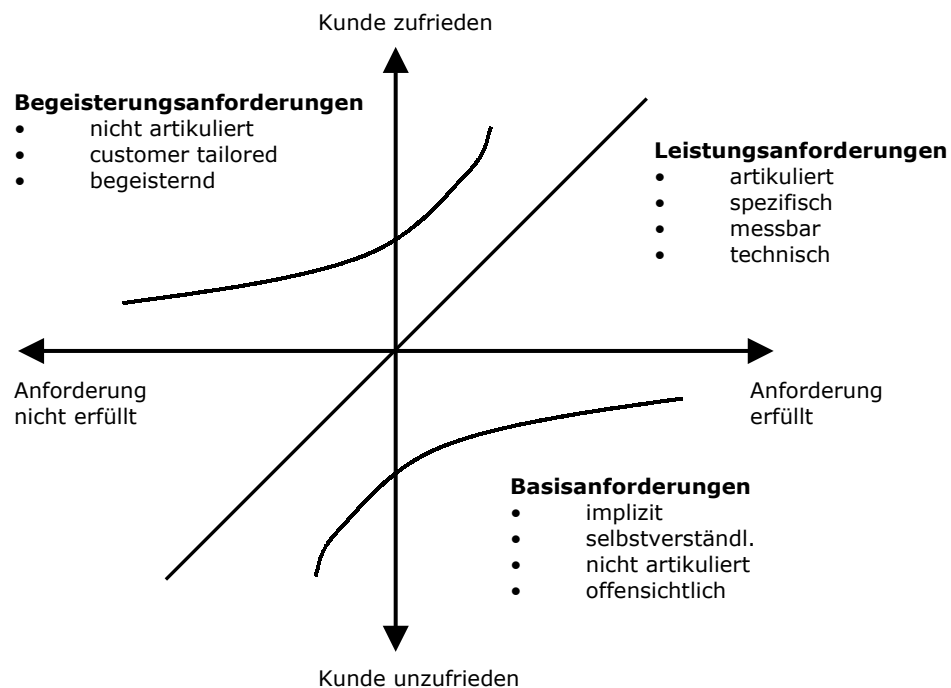 Kunde zufrieden
Begeisterungsanforderungen
• nicht artikuliert
• customer tailored
• begeisternd
Leistungsanforderungen
• artikuliert
• spezifisch
• messbar
• technisch
Anforderung
nicht erfüllt
Anforderung
erfüllt
Basisanforderungen
• implizit
• selbstverständl.
• nicht artikuliert
• offensichtlich
Kunde unzufrieden